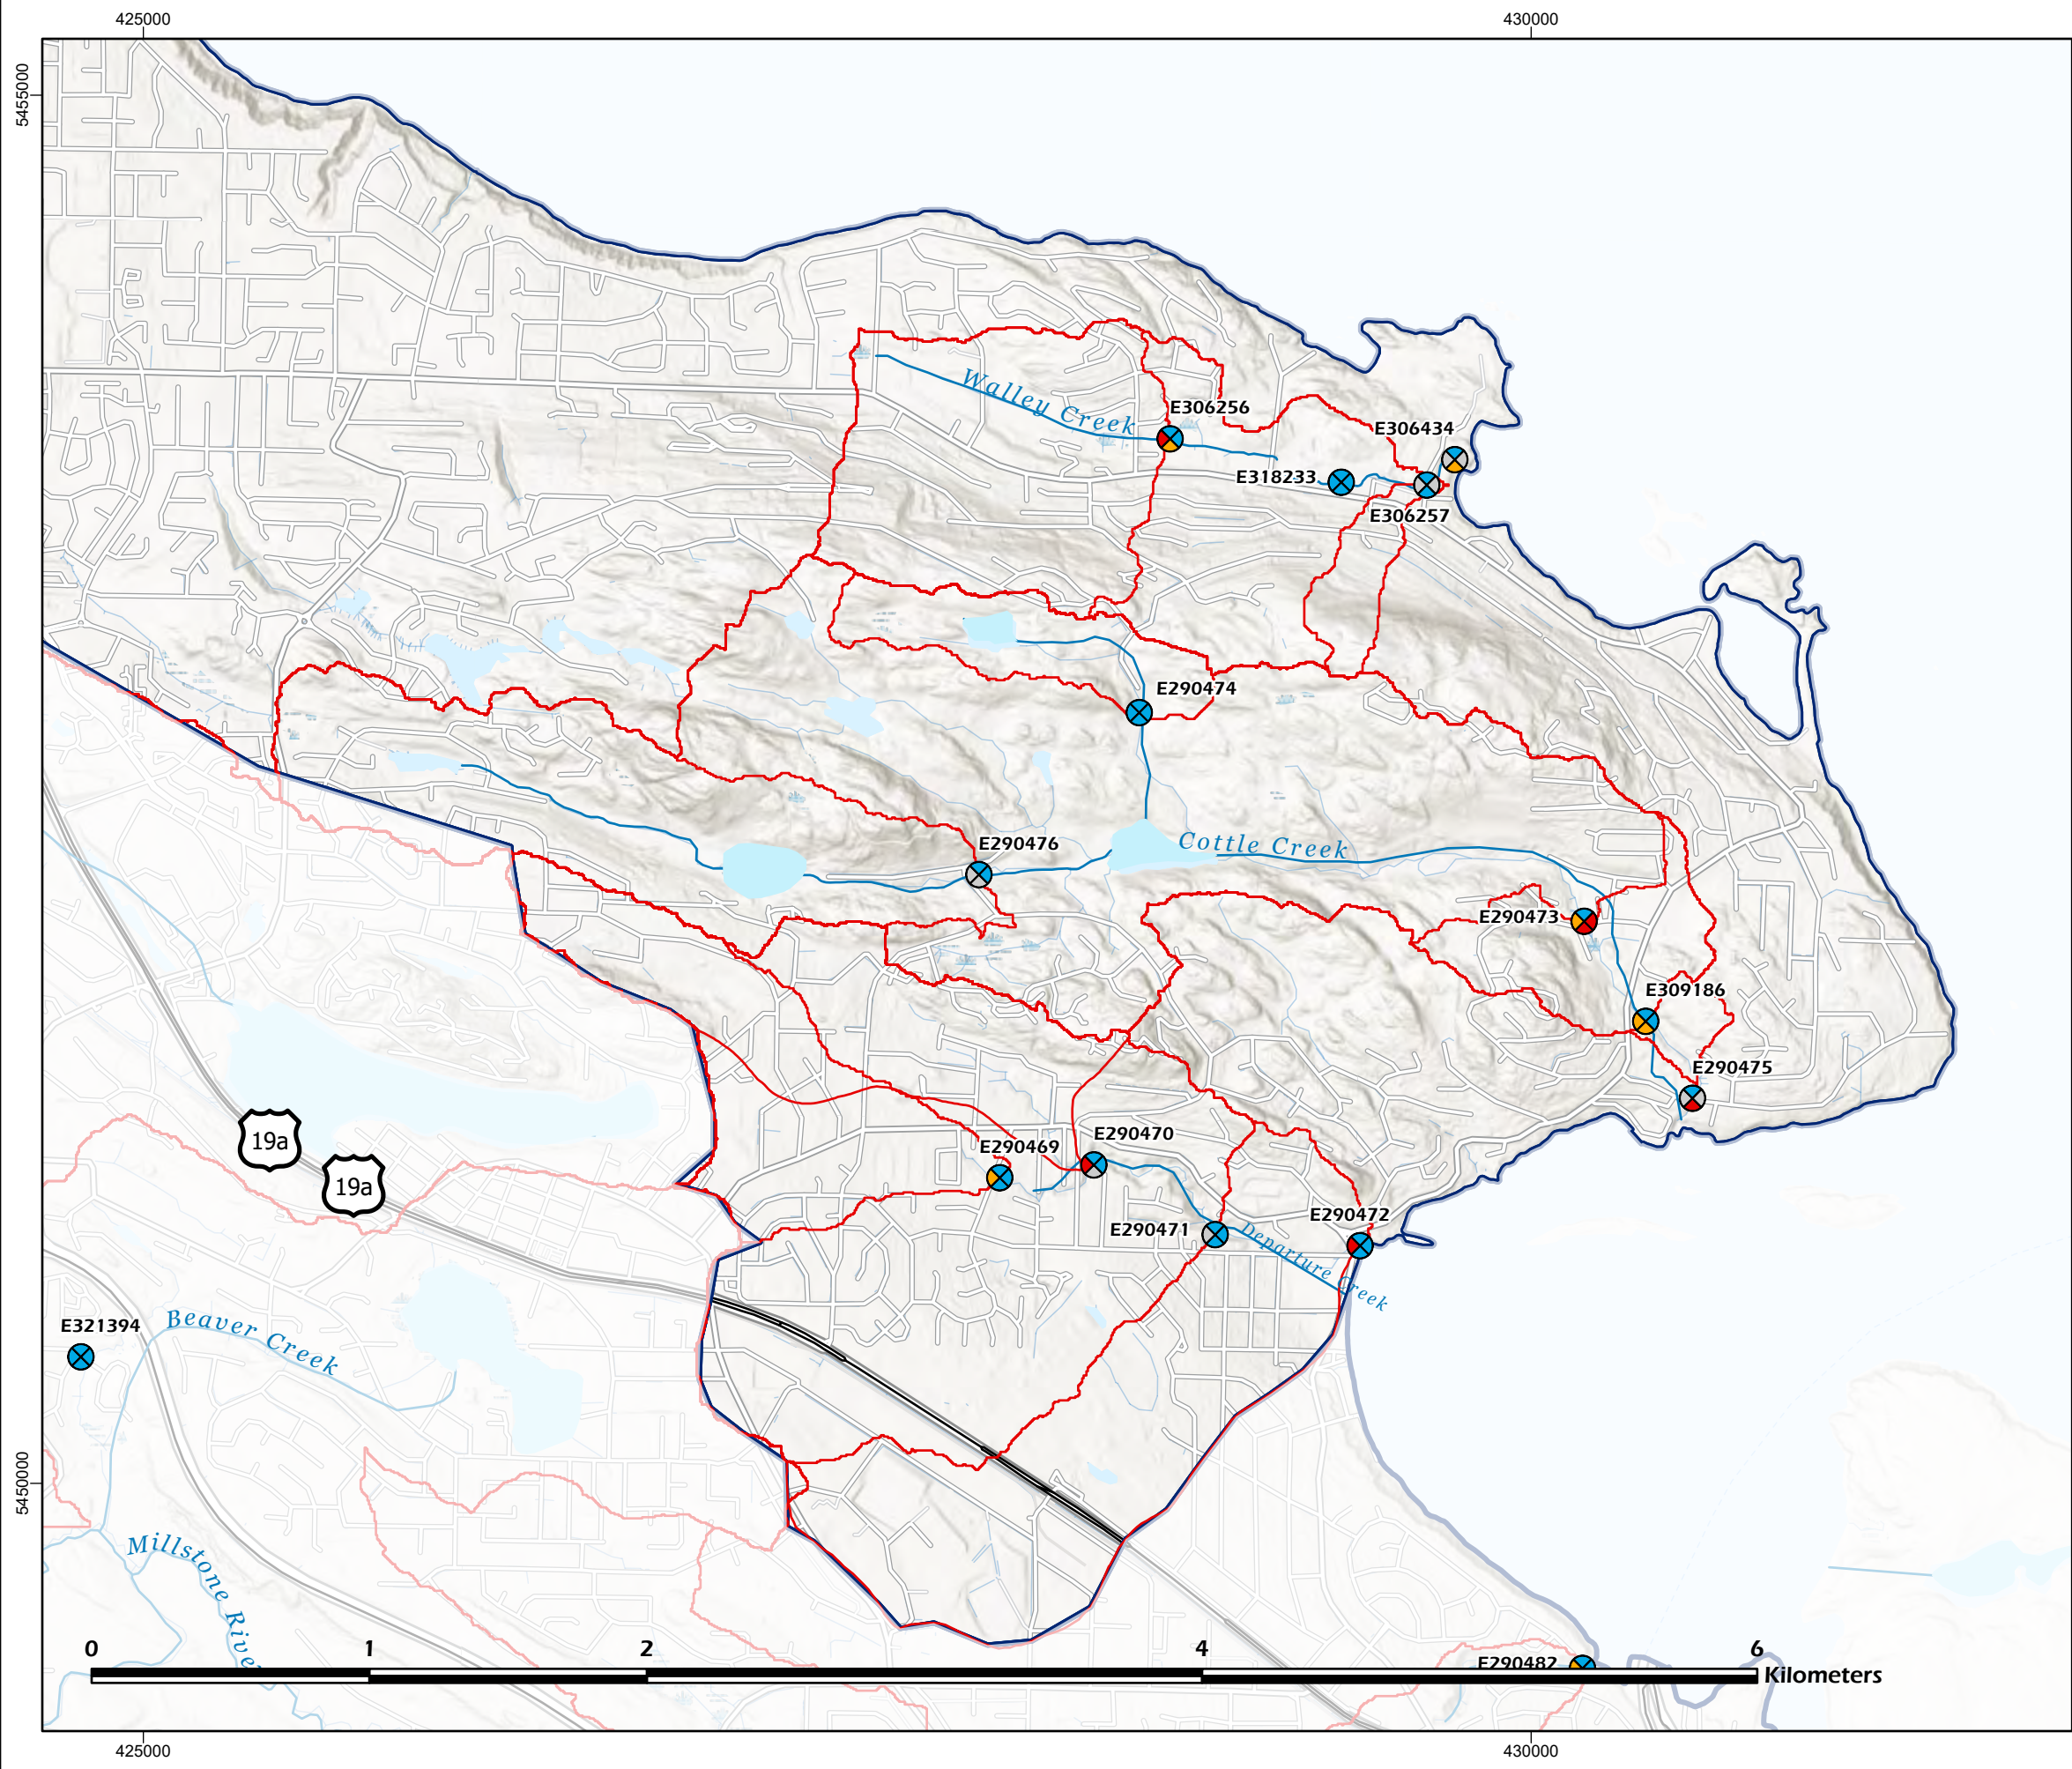 425000
430000
5455000
Walley Creek
E306256
E306434
E318233
E306257
E290474
E290476
Cottle Creek
E290473
E309186
E290475
E290469
E290470
19a
19a
E290471
E290472
Departure Creek
E321394
Beaver Creek
5450000
Millstone River
0 1 2 4 6
E290482
Kilometers
425000
430000